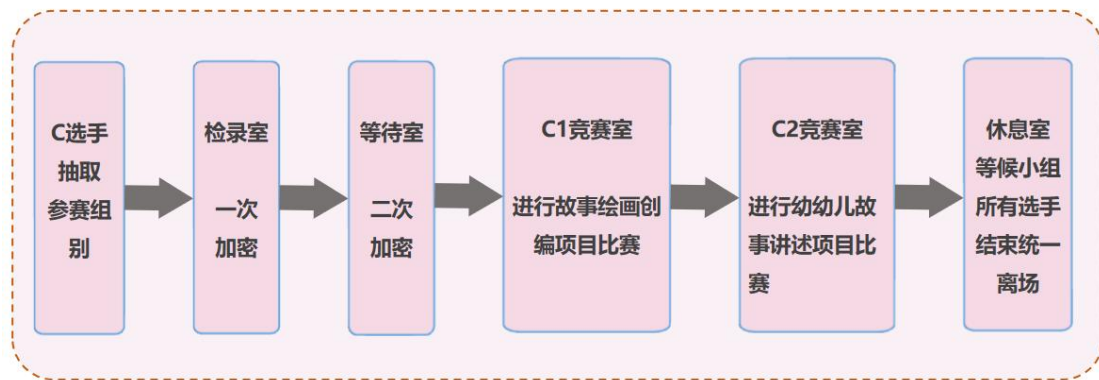 C选手
抽取
参赛组
别
检录室
一次
加密
等待室
二次
加密
C1竞赛室
进行故事绘画创
编项目比赛
C2竞赛室
进行幼幼儿故
事讲述项目比
赛
休息室
等候小组
所有选手
结束统一
离场